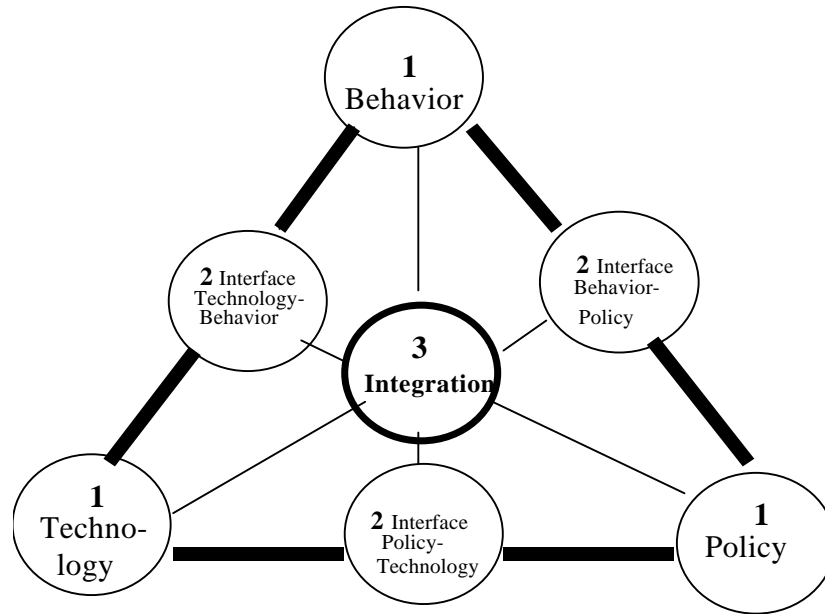 1
Behavior
2 Interface
Technology-
Behavior
2 Interface
Behavior-
Policy
3
Integration
1
Techno-
logy
2 Interface
Policy-
Technology
1
Policy